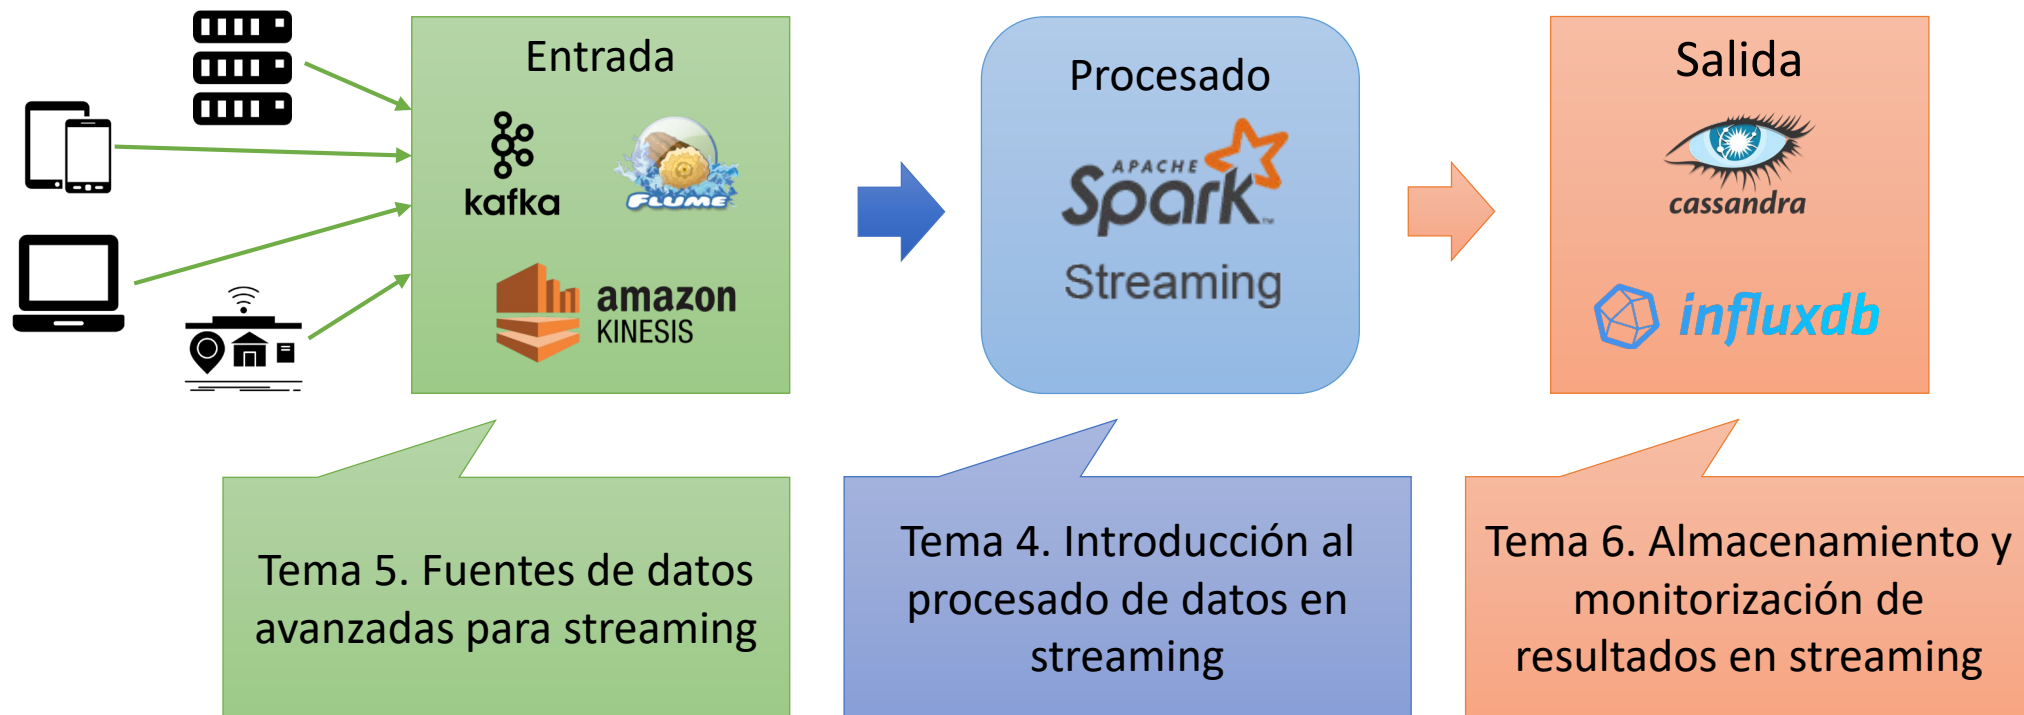 Entrada
kafka
FLUME
amazon
KINESIS
Procesado
APACHE
Spark
TM
Streaming
Salida
cassandra
influxdb
Tema 5. Fuentes de datos
avanzadas para streaming
Tema 4. Introducción al
procesado de datos en
streaming
Tema 6. Almacenamiento y
monitorización de
resultados en streaming